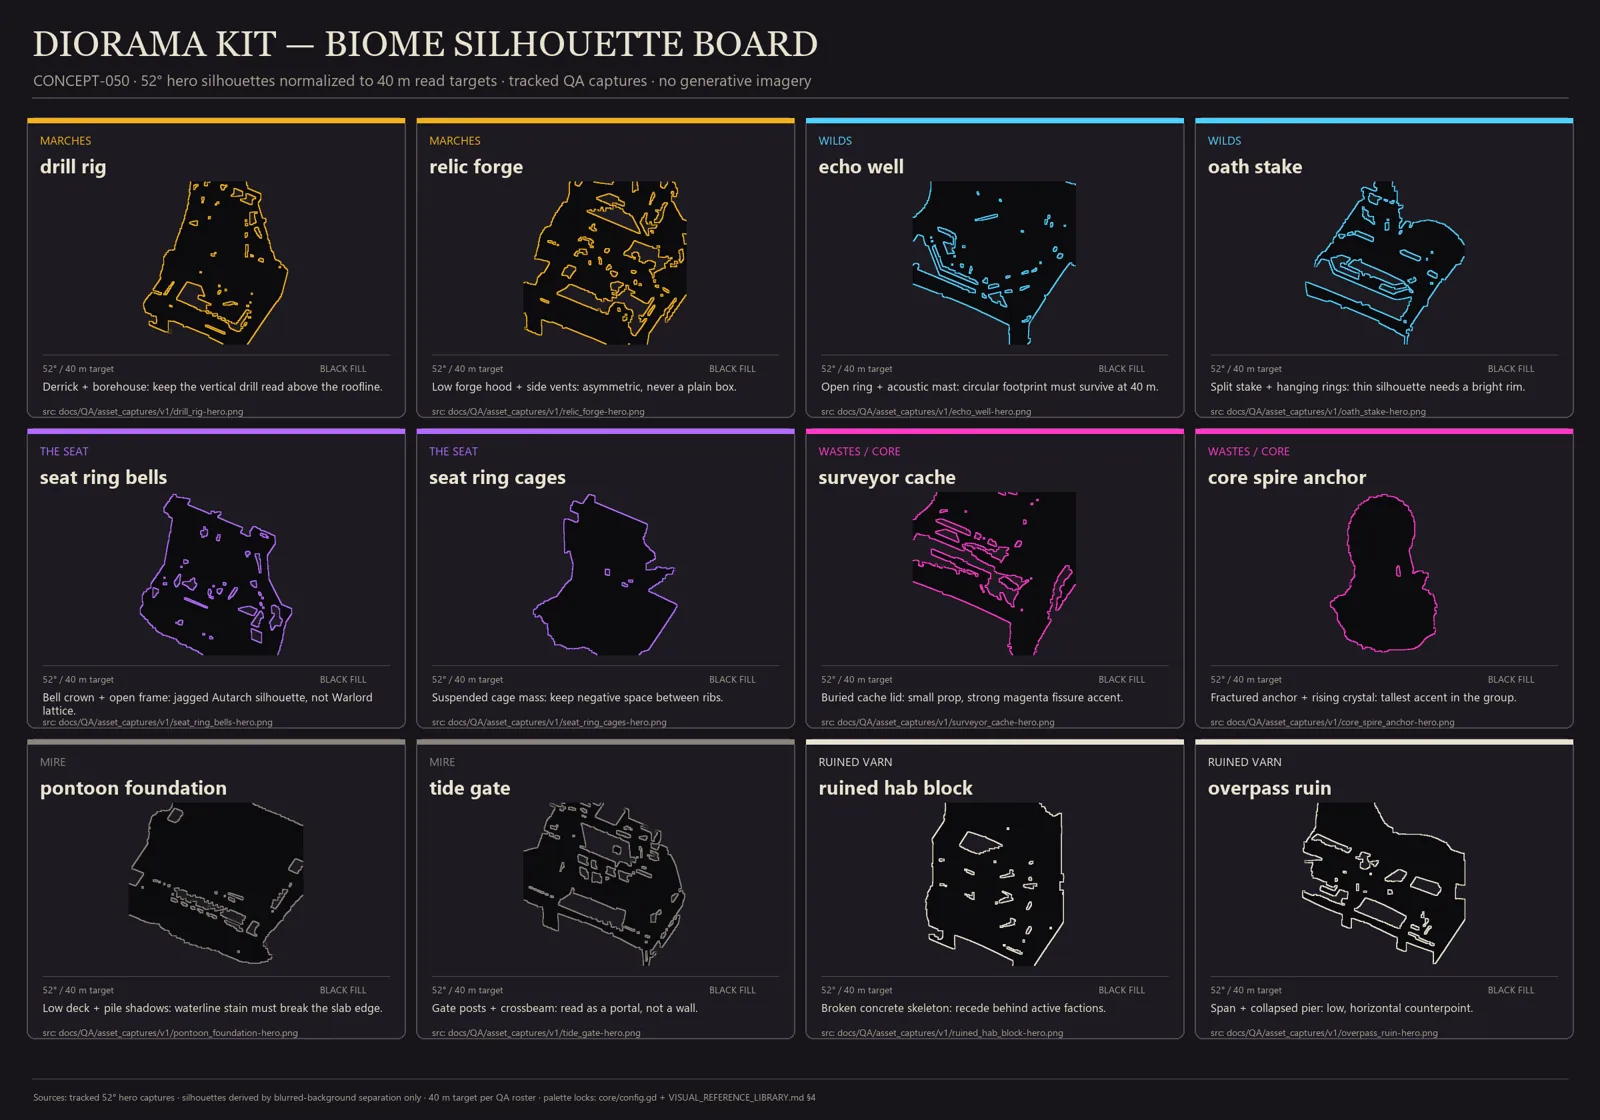 DIORAMA KIT — BIOME SILHOUETTE BOARD
CONCEPT-050 · 52° hero silhouettes normalized to 40 m read targets · tracked QA captures · no generative imagery
MARCHES
drill rig
52° / 40 m target BLACK FILL
Derrick + borehouse: keep the vertical drill read above the roofline.
src: docs/QA/asset_captures/v1/drill_rig-hero.png
MARCHES
relic forge
52° / 40 m target BLACK FILL
Low forge hood + side vents: asymmetric, never a plain box.
src: docs/QA/asset_captures/v1/relic_forge-hero.png
WILDS
echo well
52° / 40 m target BLACK FILL
Open ring + acoustic mast: circular footprint must survive at 40 m.
src: docs/QA/asset_captures/v1/echo_well-hero.png
WILDS
oath stake
52° / 40 m target BLACK FILL
Split stake + hanging rings: thin silhouette needs a bright rim.
src: docs/QA/asset_captures/v1/oath_stake-hero.png
THE SEAT
seat ring bells
52° / 40 m target BLACK FILL
Bell crown + open frame: jagged Autarch silhouette, not Warlord
lattice.
src: docs/QA/asset_captures/v1/seat_ring_bells-hero.png
THE SEAT
seat ring cages
52° / 40 m target BLACK FILL
Suspended cage mass: keep negative space between ribs.
src: docs/QA/asset_captures/v1/seat_ring_cages-hero.png
WASTES / CORE
surveyor cache
52° / 40 m target BLACK FILL
Buried cache lid: small prop, strong magenta fissure accent.
src: docs/QA/asset_captures/v1/surveyor_cache-hero.png
WASTES / CORE
core spire anchor
52° / 40 m target BLACK FILL
Fractured anchor + rising crystal: tallest accent in the group.
src: docs/QA/asset_captures/v1/core_spire_anchor-hero.png
MIRE
pontoon foundation
52° / 40 m target BLACK FILL
Low deck + pile shadows: waterline stain must break the slab edge.
src: docs/QA/asset_captures/v1/pontoon_foundation-hero.png
MIRE
tide gate
52° / 40 m target BLACK FILL
Gate posts + crossbeam: read as a portal, not a wall.
src: docs/QA/asset_captures/v1/tide_gate-hero.png
RUINED VARN
ruined hab block
52° / 40 m target BLACK FILL
Broken concrete skeleton: recede behind active factions.
src: docs/QA/asset_captures/v1/ruined_hab_block-hero.png
RUINED VARN
overpass ruin
52° / 40 m target BLACK FILL
Span + collapsed pier: low, horizontal counterpoint.
src: docs/QA/asset_captures/v1/overpass_ruin-hero.png
Sources: tracked 52° hero captures · silhouettes derived by blurred-background separation only · 40 m target per QA roster · palette locks: core/config.gd + VISUAL_REFERENCE_LIBRARY.md §4